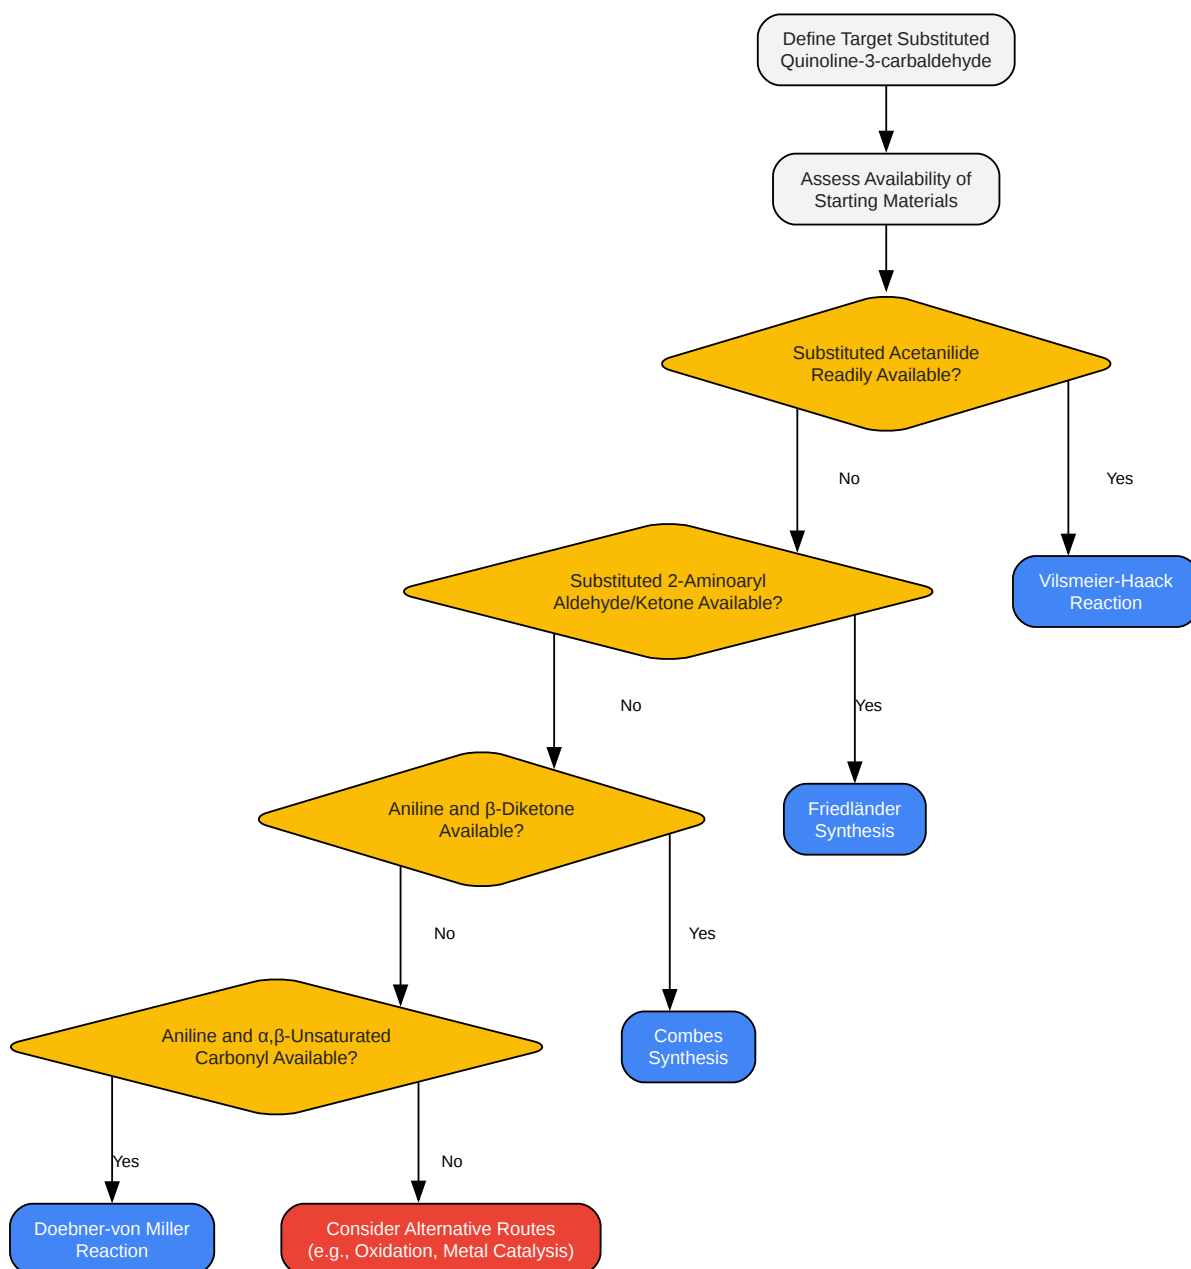 Define Target Substituted
Quinoline-3-carbaldehyde
Assess Availability of
Starting Materials
Substituted Acetanilide
Readily Available?
No
Yes
Substituted 2-Aminoaryl
Aldehyde/Ketone Available?
Vilsmeier-Haack
Reaction
No
Yes
Aniline and β-Diketone
Available?
Friedländer
Synthesis
No
Yes
Aniline and α,β-Unsaturated
Carbonyl Available?
Combes
Synthesis
Yes
No
Doebner-von Miller
Reaction
Consider Alternative Routes
(e.g., Oxidation, Metal Catalysis)